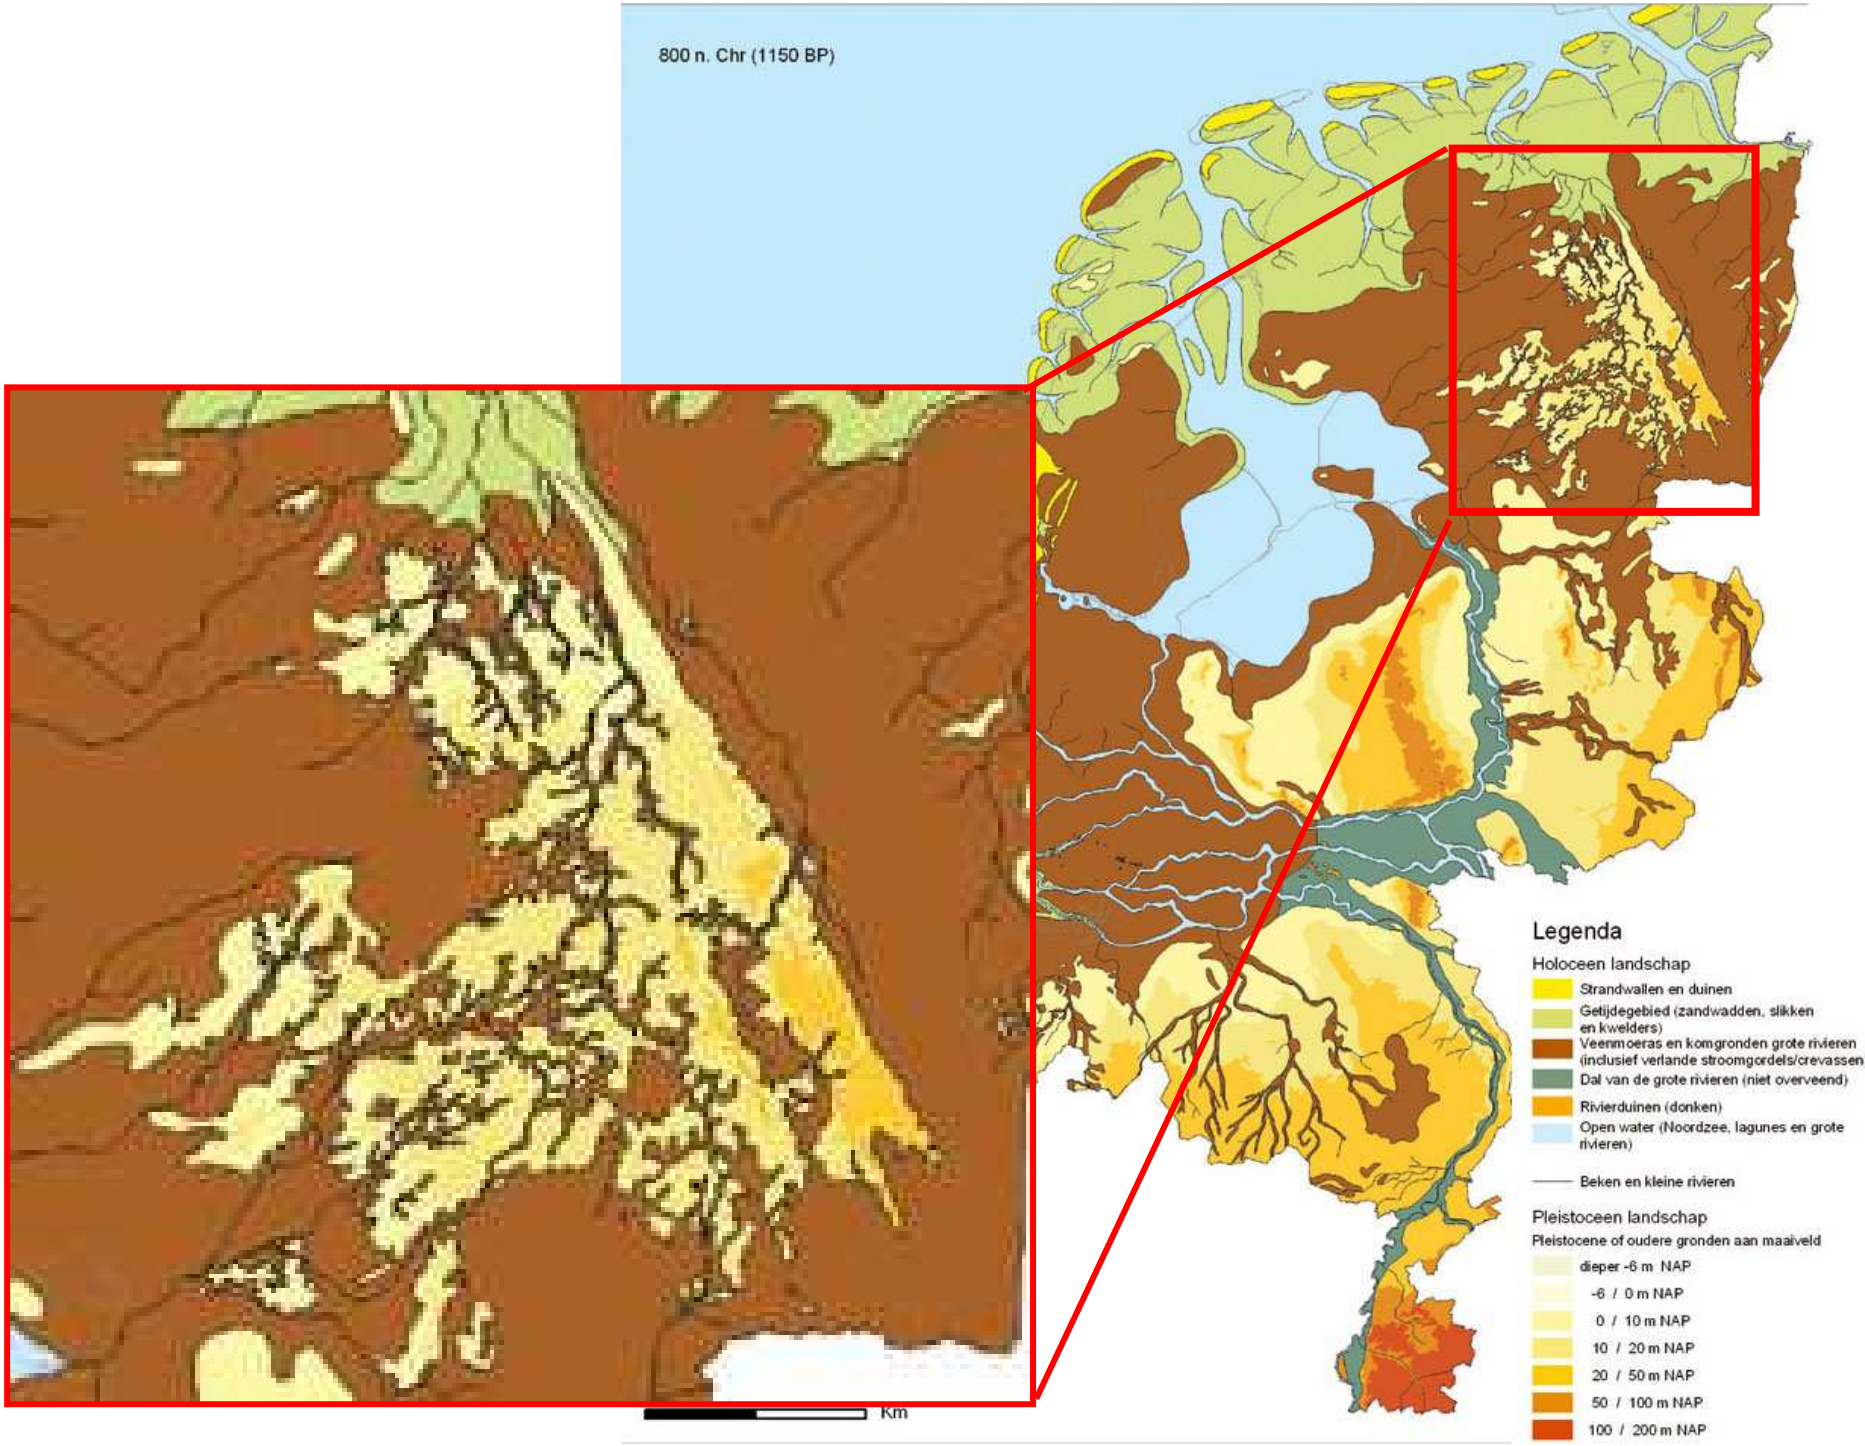 800 n. Chr (1150 BP)
Legenda
Holoceen landschap
Strandwallen en duinen
Getijdegebied (zandwadden, slikken
en kwelders)
Veenmoeras en komgronden grote rivieren
(inclusief verlande stroomgordels/crevassen
Dal van de grote rivieren (niet overveend)
Rivierduinen (donken)
Open water (Noordzee, lagunes en grote
rivieren)
Beken en kleine rivieren
Pleistoceen landschap
Pleistocene of oudere gronden aan maaiveld
dieper -6 m NAP
-6 / 0 m NAP
0 / 10 m NAP
10 / 20 m NAP
20 / 50 m NAP
50 / 100 m NAP
100 / 200 m NAP
Km